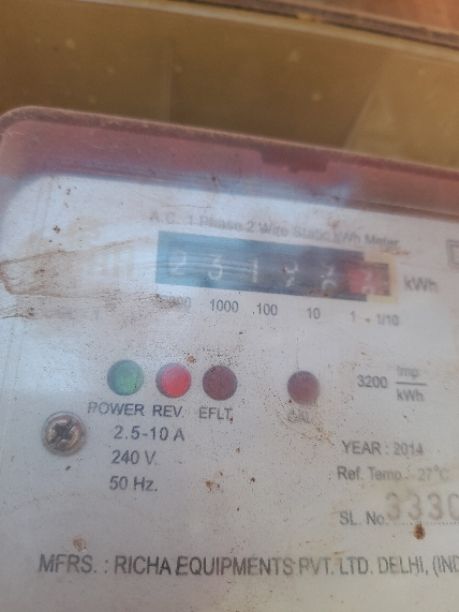 A.C. 1 Phase 2 Wire Static kWh Meter
kWh
1000 100 10 1 1/10
3200 Imp
kWh
POWER REV. EFLT.
2.5-10 A
240 V.
50 Hz.
YEAR : 2014
Ref. Temp.- 27°C
SL. No. 3330
MFRS. : RICHA EQUIPMENTS PVT. LTD. DELHI, (IND